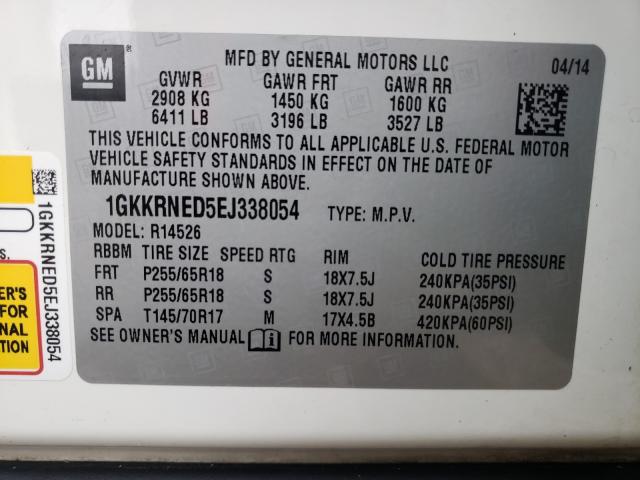 GM
®
MFD BY GENERAL MOTORS LLC 04/14
GVWR GAWR FRT GAWR RR
2908 KG 1450 KG 1600 KG
6411 LB 3196 LB 3527 LB
THIS VEHICLE CONFORMS TO ALL APPLICABLE U.S. FEDERAL MOTOR
VEHICLE SAFETY STANDARDS IN EFFECT ON THE DATE OF
MANUFACTURE SHOWN ABOVE.
1GKKRNED5EJ338054 TYPE: M.P.V.
MODEL: R14526
RBBM TIRE SIZE SPEED RTG RIM COLD TIRE PRESSURE
FRT P255/65R18 S 18X7.5J 240KPA(35PSI)
RR P255/65R18 S 18X7.5J 240KPA(35PSI)
SPA T145/70R17 M 17X4.5B 420KPA(60PSI)
SEE OWNER'S MANUAL i FOR MORE INFORMATION.
1GKKRNED5EJ338054
S.
ER'S
FOR
NAL
TION